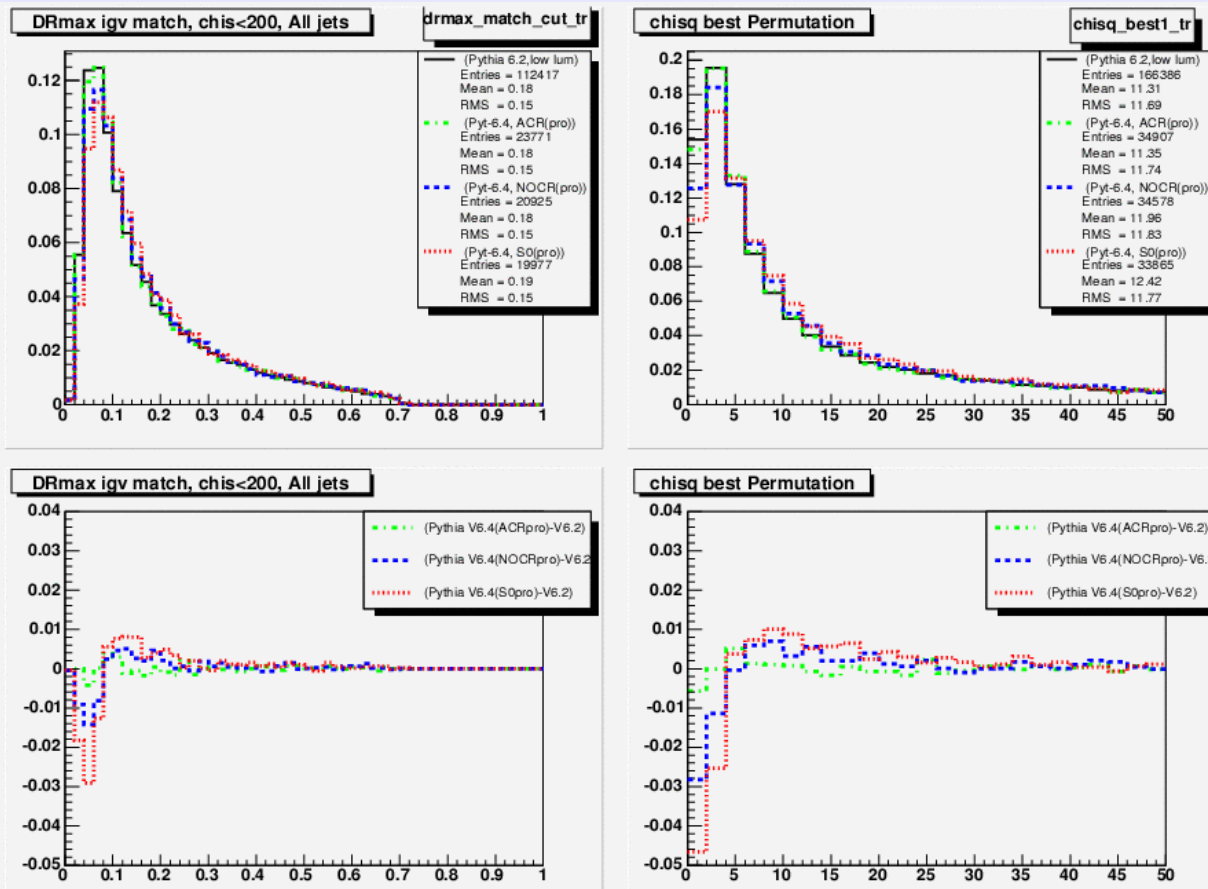 DRmax igv match, chis<200, All jets
drmax_match_cut_tr
(Pythia 6.2,low lum)
Entries = 112417
Mean = 0.18
RMS = 0.15
(Pyt-6.4, ACR(pro))
Entries = 23771
Mean = 0.18
RMS = 0.15
(Pyt-6.4, NOCR(pro))
Entries = 20925
Mean = 0.18
RMS = 0.15
(Pyt-6.4, S0(pro))
Entries = 19977
Mean = 0.19
RMS = 0.15
0.12
0.1
0.08
0.06
0.04
0.02
0
0 0.1 0.2 0.3 0.4 0.5 0.6 0.7 0.8 0.9 1
chisq best Permutation
chisq_best1_tr
(Pythia 6.2,low lum)
Entries = 166386
Mean = 11.31
RMS = 11.69
(Pyt-6.4, ACR(pro))
Entries = 34907
Mean = 11.35
RMS = 11.74
(Pyt-6.4, NOCR(pro))
Entries = 34578
Mean = 11.96
RMS = 11.83
(Pyt-6.4, S0(pro))
Entries = 33865
Mean = 12.42
RMS = 11.77
0.2
0.18
0.16
0.14
0.12
0.1
0.08
0.06
0.04
0.02
0
0 5 10 15 20 25 30 35 40 45 50
DRmax igv match, chis<200, All jets
(Pythia V6.4(ACRpro)-V6.2)
(Pythia V6.4(NOCRpro)-V6.2
(Pythia V6.4(S0pro)-V6.2)
0.04
0.03
0.02
0.01
0
-0.01
-0.02
-0.03
-0.04
-0.05
0 0.1 0.2 0.3 0.4 0.5 0.6 0.7 0.8 0.9 1
chisq best Permutation
(Pythia V6.4(ACRpro)-V6.2)
(Pythia V6.4(NOCRpro)-V6.
(Pythia V6.4(S0pro)-V6.2)
0.04
0.03
0.02
0.01
0
-0.01
-0.02
-0.03
-0.04
-0.05
0 5 10 15 20 25 30 35 40 45 50